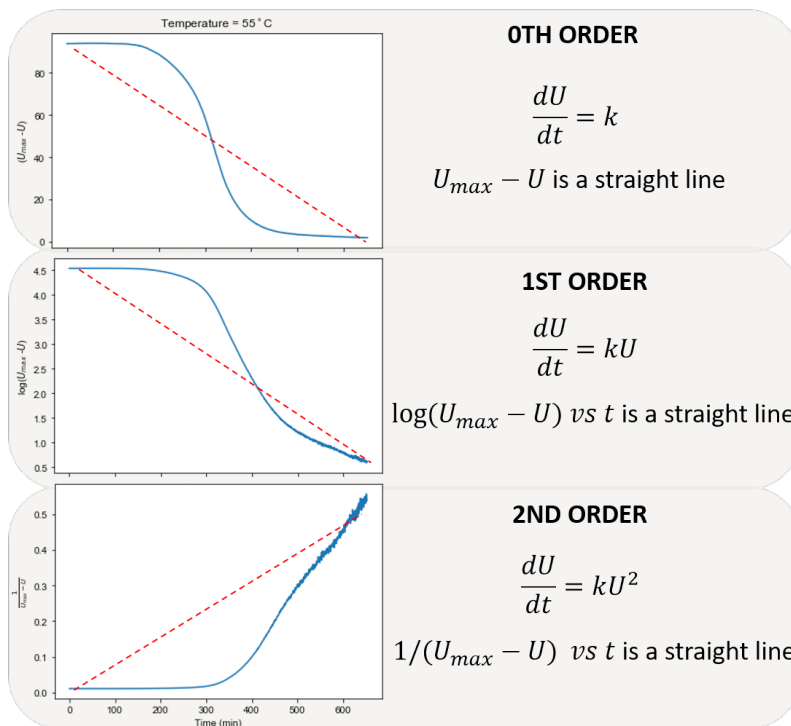 Temperature = 55°C
(U_max -U)
80
60
40
20
0
0TH ORDER
dU/dt = k
U_max − U is a straight line
log(U_max -U)
4.5
4.0
3.5
3.0
2.5
2.0
1.5
1.0
0.5
1ST ORDER
dU/dt = kU
log(U_max − U) vs t is a straight line
1/(U_max − U)
0.5
0.4
0.3
0.2
0.1
0.0
0 100 200 300 400 500 600
Time (min)
2ND ORDER
dU/dt = kU²
1/(U_max − U) vs t is a straight line